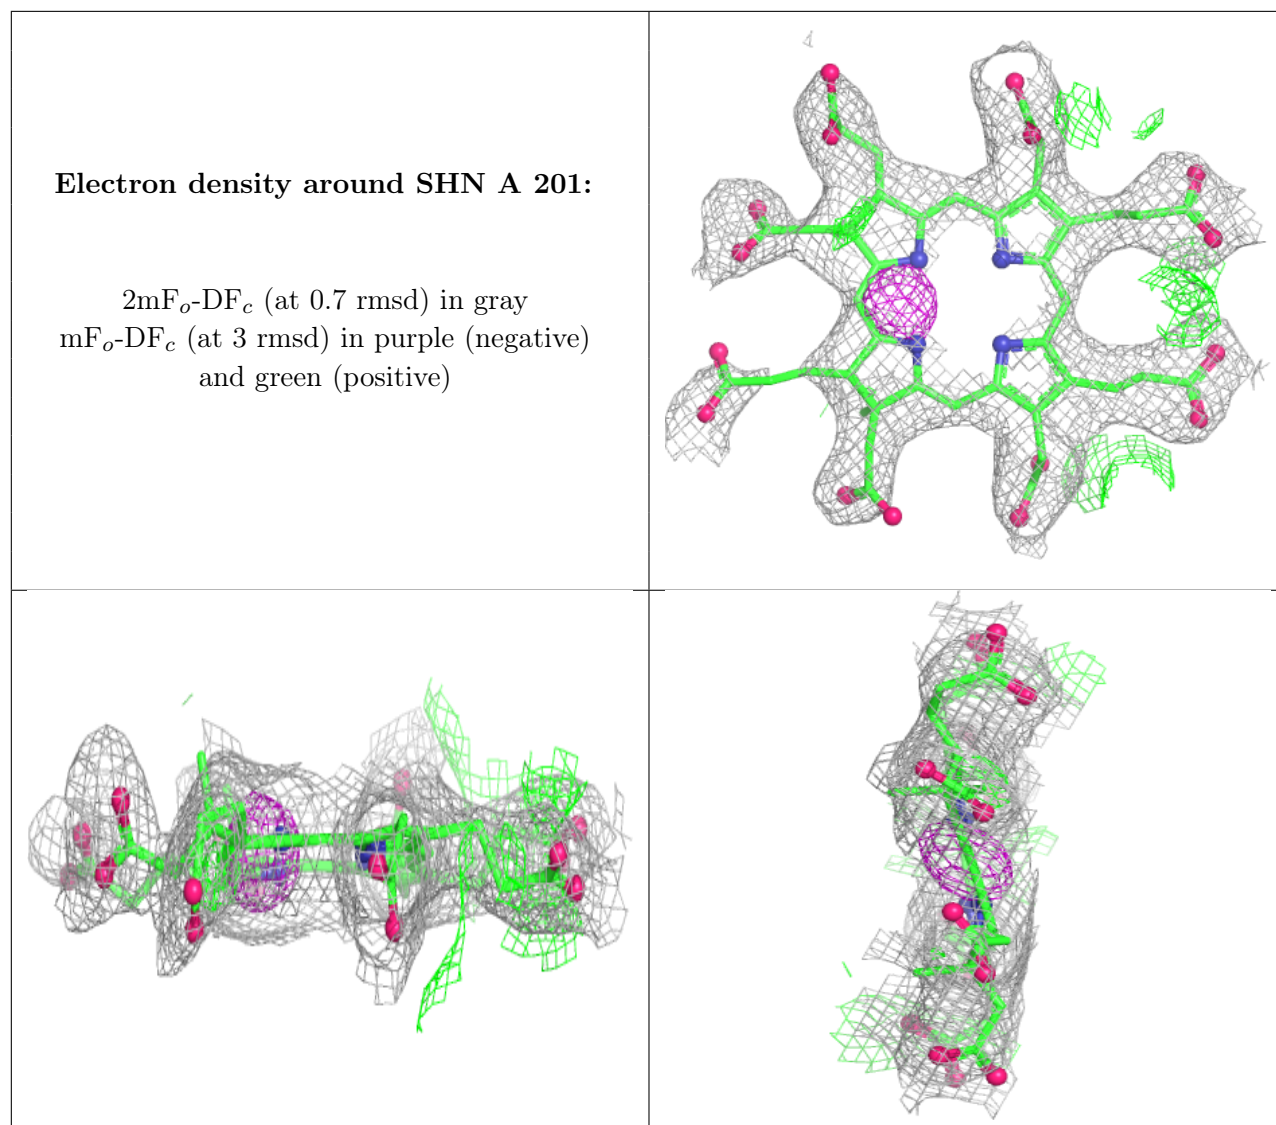 Electron density around SHN A 201:
2mFo-DFc (at 0.7 rmsd) in gray
mFo-DFc (at 3 rmsd) in purple (negative)
and green (positive)